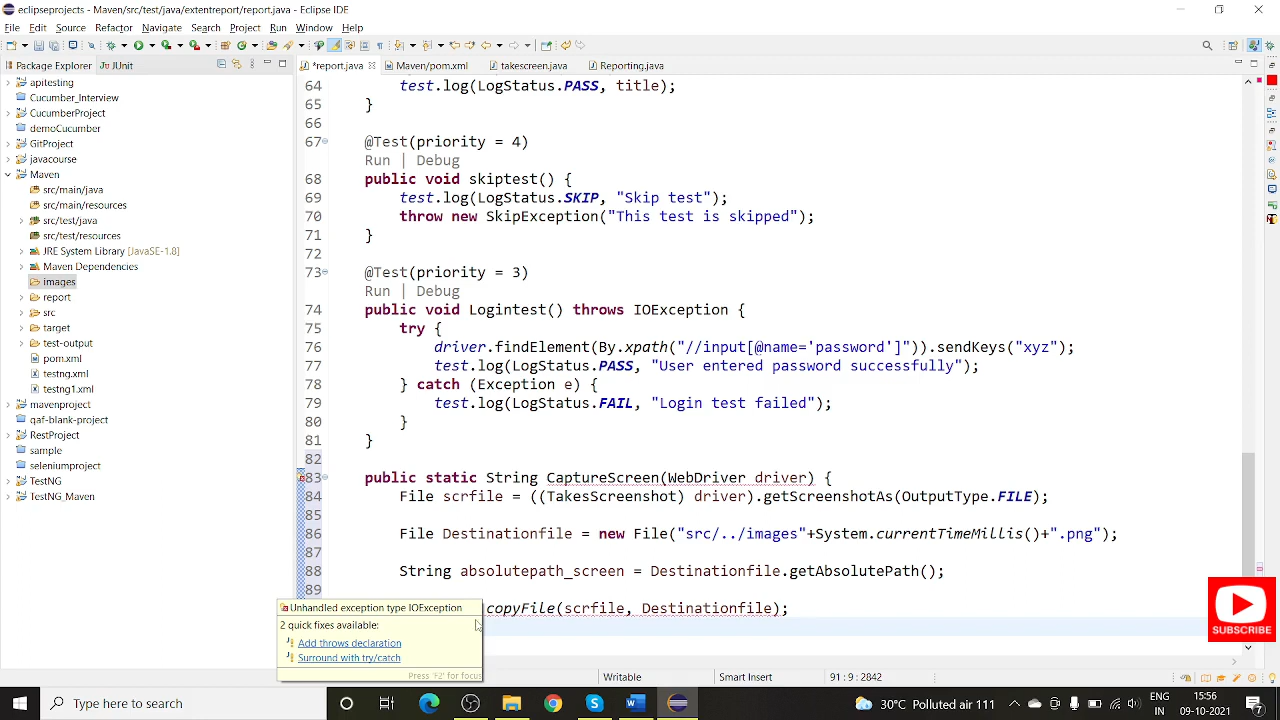 eclipseprojects - Maven/src/test/java/extentreport/report.java - Eclipse IDE
File Edit Source Refactor Navigate Search Project Run Window Help
Package Explorer JUnit
*report.java Maven/pom.xml takescreen.java Reporting.java
apitesting
Cucumber_Interview
CucumberProject
demoCucumber
GitProject
javacourse
Maven
src/main/java
src/main/resources
src/test/java
src/test/resources
JRE System Library [JavaSE-1.8]
Maven Dependencies
images
report
src
target
test-output
pom.xml
testng.xml
testng1.xml
mavenproject
qaf-blank-project
RestProject
sample
seleniumproject
TestNG
TestNG_Maven
64 test.log(LogStatus.PASS, title);
65 }
66
67 @Test(priority = 4)
Run | Debug
68 public void skiptest() {
69 test.log(LogStatus.SKIP, "Skip test");
70 throw new SkipException("This test is skipped");
71 }
72
73 @Test(priority = 3)
Run | Debug
74 public void Logintest() throws IOException {
75 try {
76 driver.findElement(By.xpath("//input[@name='password']")).sendKeys("xyz");
77 test.log(LogStatus.PASS, "User entered password successfully");
78 } catch (Exception e) {
79 test.log(LogStatus.FAIL, "Login test failed");
80 }
81 }
82
83 public static String CaptureScreen(WebDriver driver) {
84 File scrfile = ((TakesScreenshot) driver).getScreenshotAs(OutputType.FILE);
85
86 File Destinationfile = new File("src/../images"+System.currentTimeMillis()+".png");
87
88 String absolutepath_screen = Destinationfile.getAbsolutePath();
89
copyFile(scrfile, Destinationfile);
Unhandled exception type IOException
2 quick fixes available:
Add throws declaration
Surround with try/catch
Press 'F2' for focus
SUBSCRIBE
Writable Smart Insert 91 : 9 : 2842
Type here to search
30°C Polluted air 111
ENG
IN
15:56
09-10-2021
7